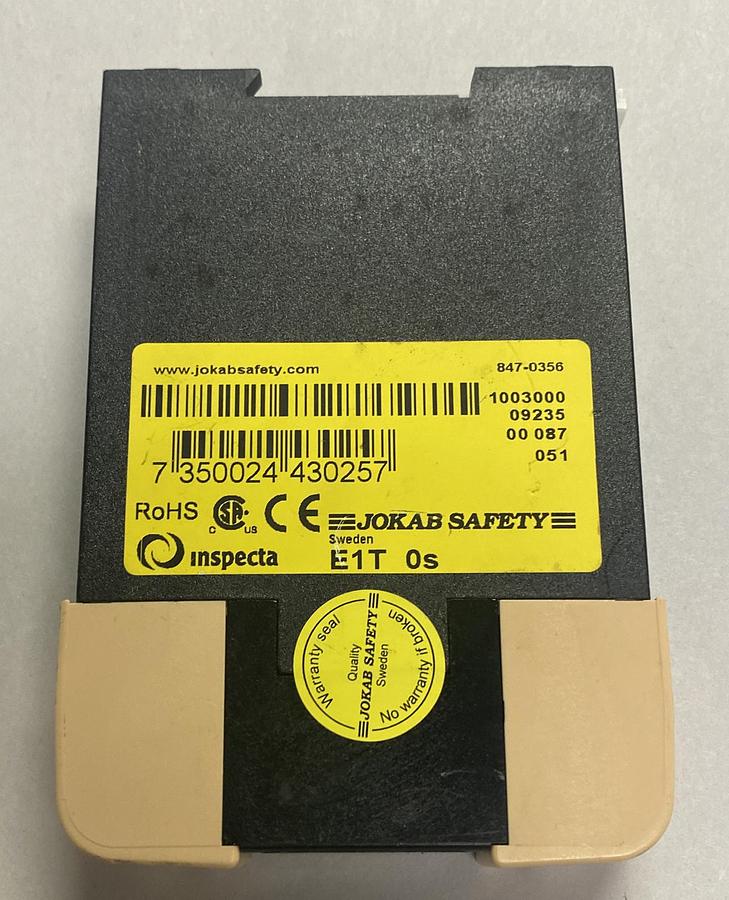 www.jokabsafety.com 847-0356
1003000
09235
00 087
051
7 350024 430257
RoHS C SA US CE
JOKAB SAFETY
Sweden
inspecta E1T 0s
Warranty seal
Quality
JOKAB SAFETY
Sweden
No warranty if broken